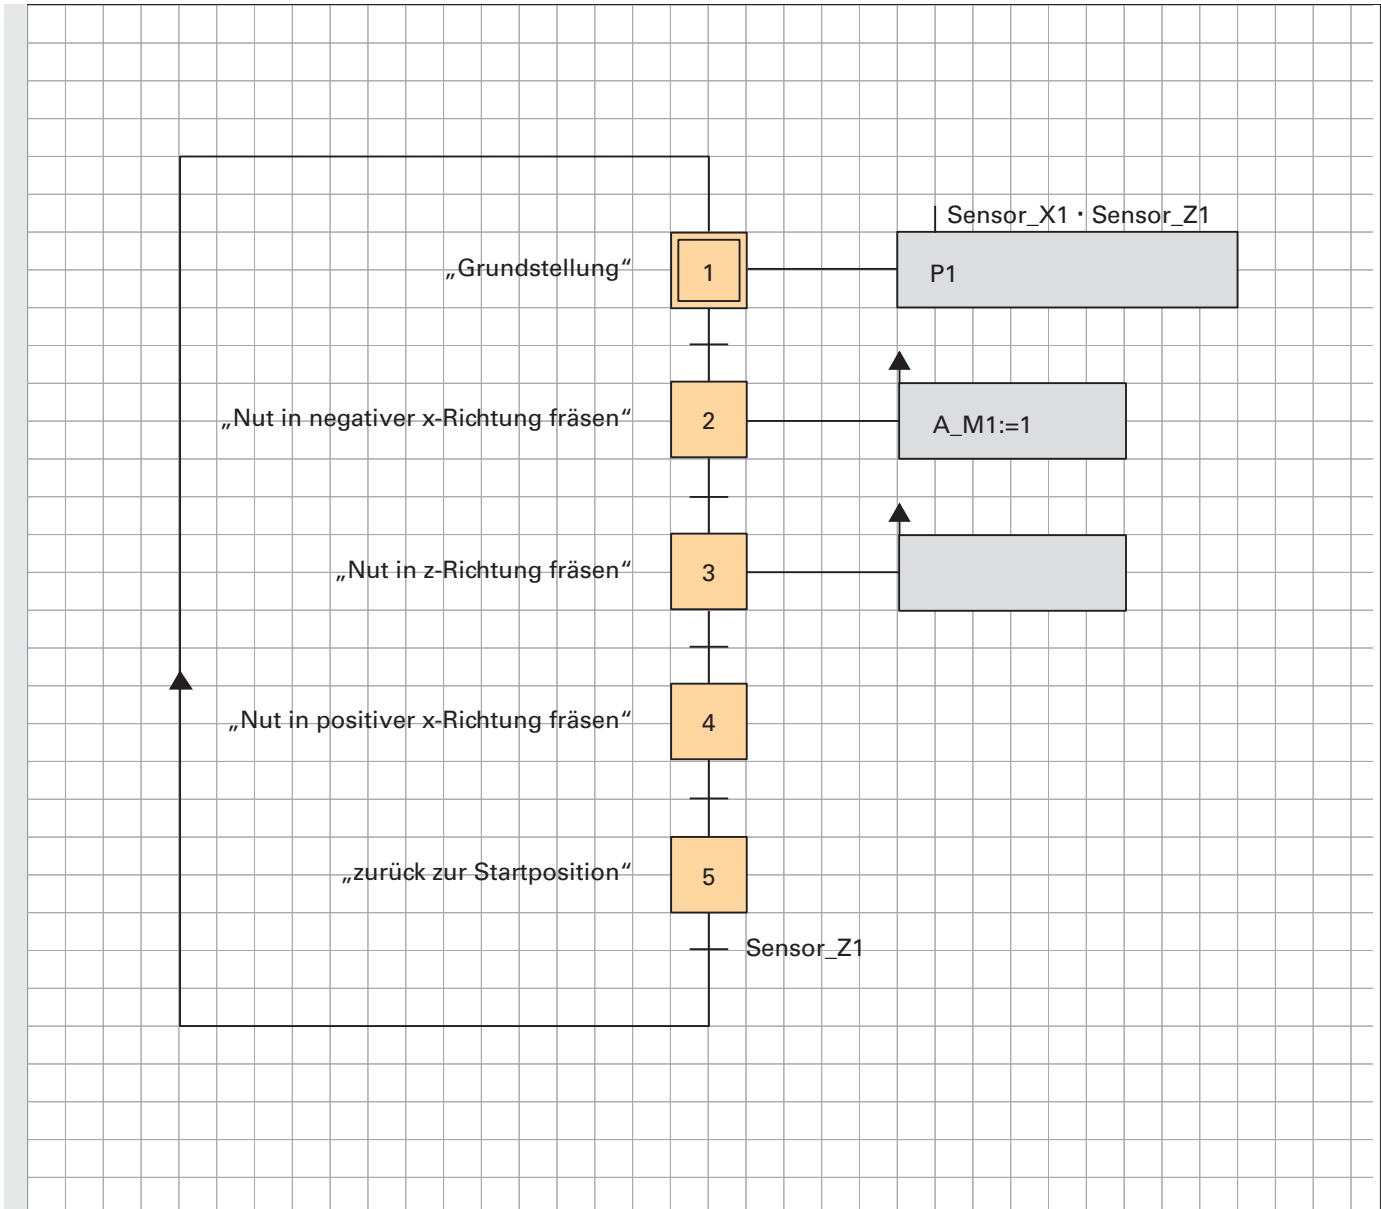 Sensor_X1 · Sensor_Z1
„Grundstellung“ 1 P1
„Nut in negativer x-Richtung fräsen“ 2 A_M1:=1
„Nut in z-Richtung fräsen“ 3
„Nut in positiver x-Richtung fräsen“ 4
„zurück zur Startposition“ 5
Sensor_Z1